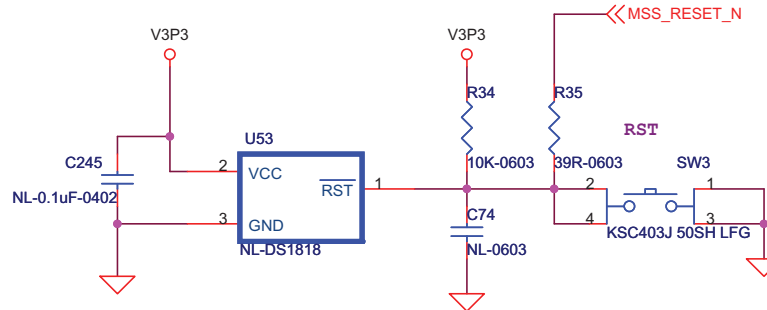 MSS_RESET_N
V3P3
V3P3
R34
R35
RST
U53
C245
10K-0603
39R-0603
SW3
2
VCC
RST
1
2
1
NL-0.1uF-0402
3
GND
C74
4
3
NL-DS1818
NL-0603
KSC403J 50SH LFG